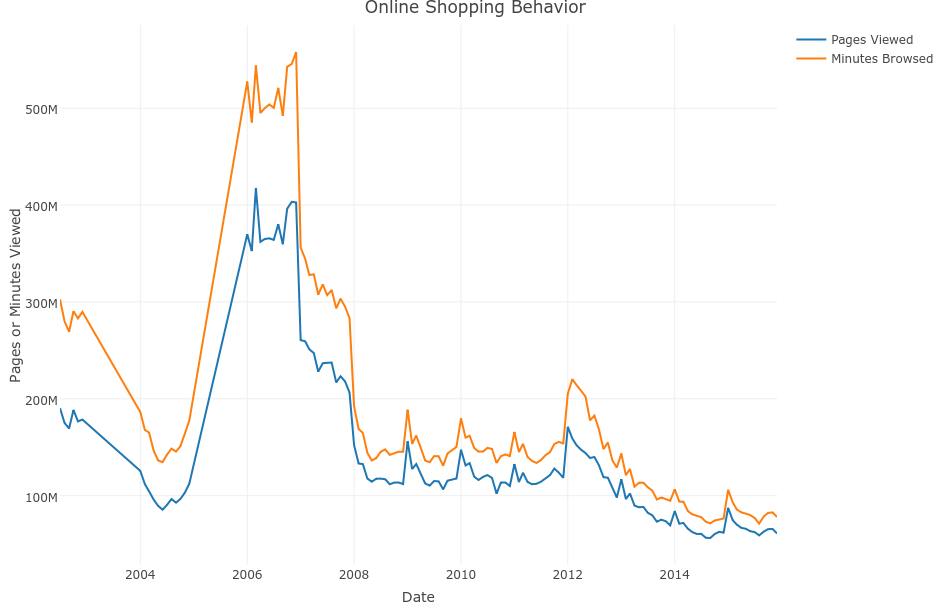 Online Shopping Behavior
Pages Viewed
Minutes Browsed
500M
400M
300M
200M
100M
Pages or Minutes Viewed
2004
2006
2008
2010
2012
2014
Date